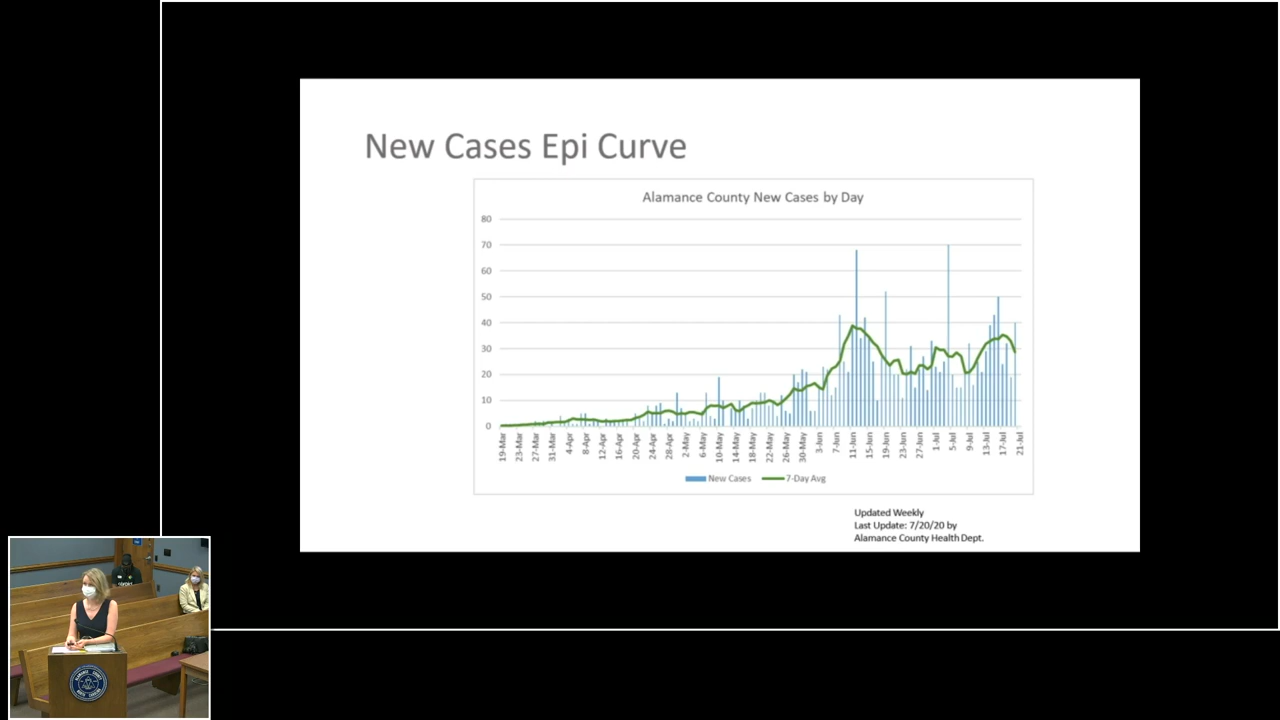 New Cases Epi Curve
Alamance County New Cases by Day
80
70
60
50
40
30
20
10
0
19-Mar
23-Mar
27-Mar
31-Mar
4-Apr
8-Apr
12-Apr
16-Apr
20-Apr
24-Apr
28-Apr
2-May
6-May
10-May
14-May
18-May
22-May
26-May
30-May
3-Jun
7-Jun
11-Jun
15-Jun
19-Jun
23-Jun
27-Jun
1-Jul
5-Jul
9-Jul
13-Jul
17-Jul
21-Jul
New Cases
7-Day Avg
Updated Weekly
Last Update: 7/20/20 by
Alamance County Health Dept.
ALAMANCE COUNTY
NORTH CAROLINA